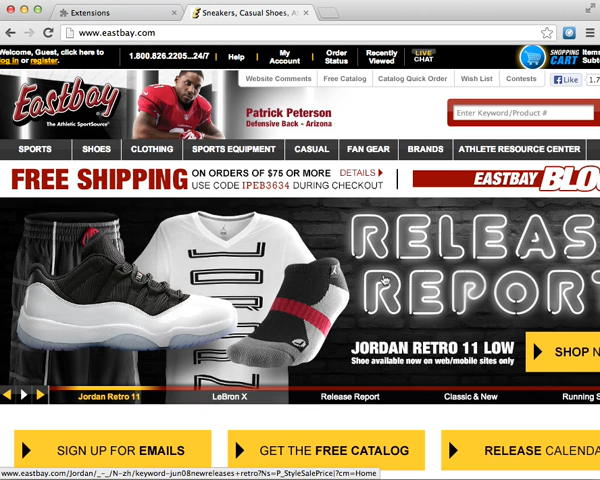 Extensions
Sneakers, Casual Shoes, At
www.eastbay.com
Welcome, Guest, click here to
log in or register.
1.800.826.2205...24/7
Help
My
Account
Order
Status
Recently
Viewed
LIVE
CHAT
SHOPPING
CART
Items
Subto
Website Comments
Free Catalog
Catalog Quick Order
Wish List
Contests
Like
1.7
Eastbay
The Athletic SportSource
Patrick Peterson
Defensive Back - Arizona
Enter Keyword/Product #
SPORTS
SHOES
CLOTHING
SPORTS EQUIPMENT
CASUAL
FAN GEAR
BRANDS
ATHLETE RESOURCE CENTER
FREE SHIPPING
ON ORDERS OF $75 OR MORE DETAILS
USE CODE IPEB3634 DURING CHECKOUT
EASTBAY BLO
RELEAS
REPORT
JORDAN RETRO 11 LOW
Shoe available now on web/mobile sites only
SHOP N
Jordan Retro 11
LeBron X
Release Report
Classic & New
Running S
SIGN UP FOR EMAILS
GET THE FREE CATALOG
RELEASE CALENDA
www.eastbay.com/Jordan/_-_/N-zh/keyword-jun08newreleases+retro?Ns=P_StyleSalePrice|?cm=Home